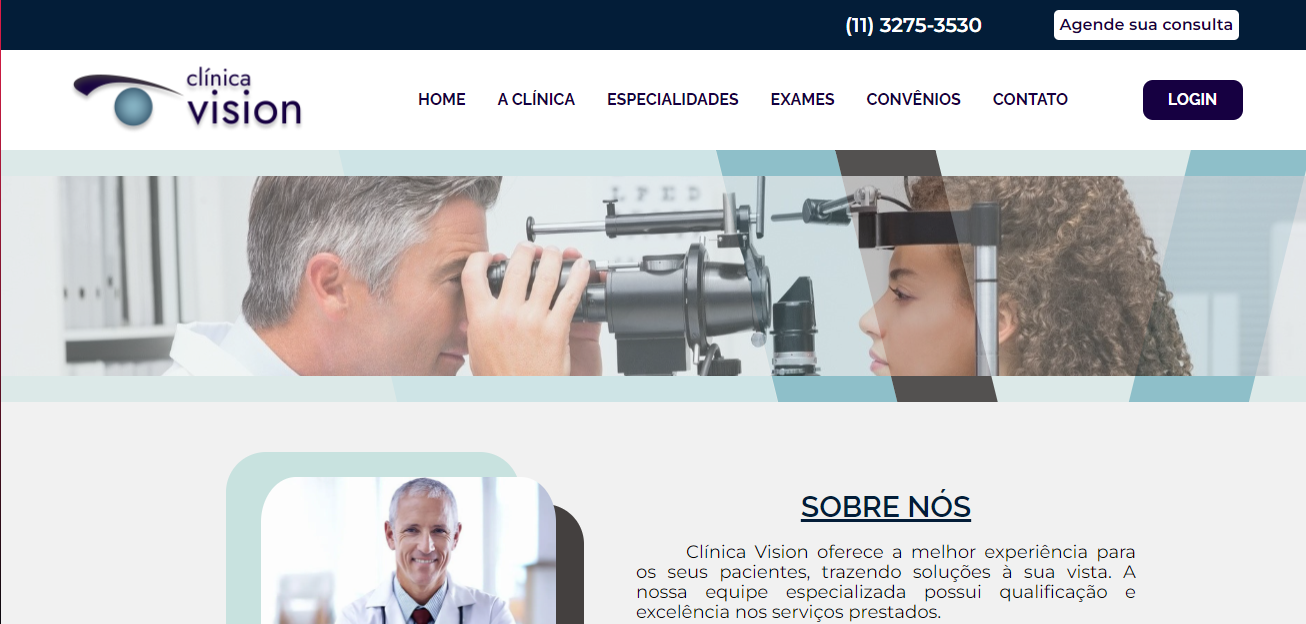 (11) 3275-3530
Agende sua consulta
clínica
vision
HOME
A CLÍNICA
ESPECIALIDADES
EXAMES
CONVÊNIOS
CONTATO
LOGIN
L P E D
SOBRE NÓS
Clínica Vision oferece a melhor experiência para
os seus pacientes, trazendo soluções à sua vista. A
nossa equipe especializada possui qualificação e
excelência nos serviços prestados.